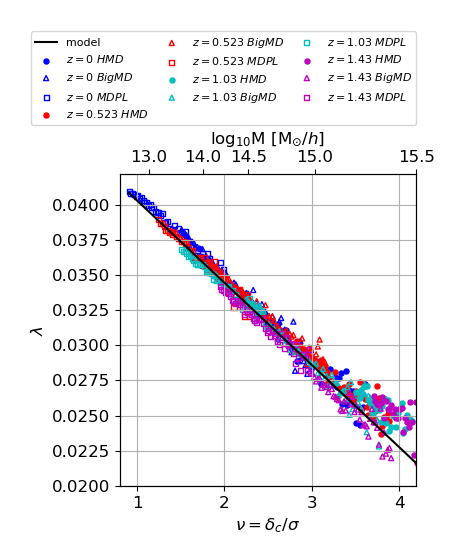 model z = 0.523 BigMD z = 1.03 MDPL
z = 0 HMD z = 0.523 MDPL z = 1.43 HMD
z = 0 BigMD z = 1.03 HMD z = 1.43 BigMD
z = 0 MDPL z = 1.03 BigMD z = 1.43 MDPL
z = 0.523 HMD
log₁₀M [M⊙/h]
13.0 14.0 14.5 15.0 15.5
0.0400
0.0375
0.0350
0.0325
λ
0.0300
0.0275
0.0250
0.0225
0.0200
1 2 3 4
ν = δc/σ